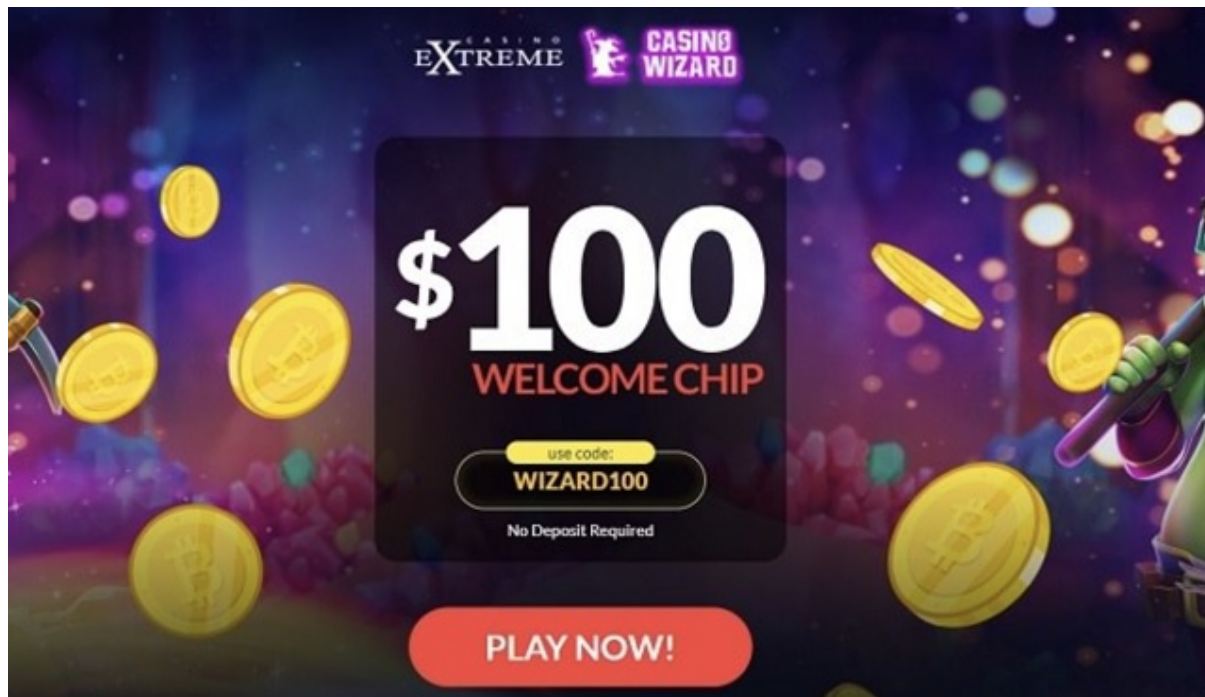 CASINO
EXTREME
CASINO
WIZARD
$100
WELCOME CHIP
use code:
WIZARD100
No Deposit Required
PLAY NOW!